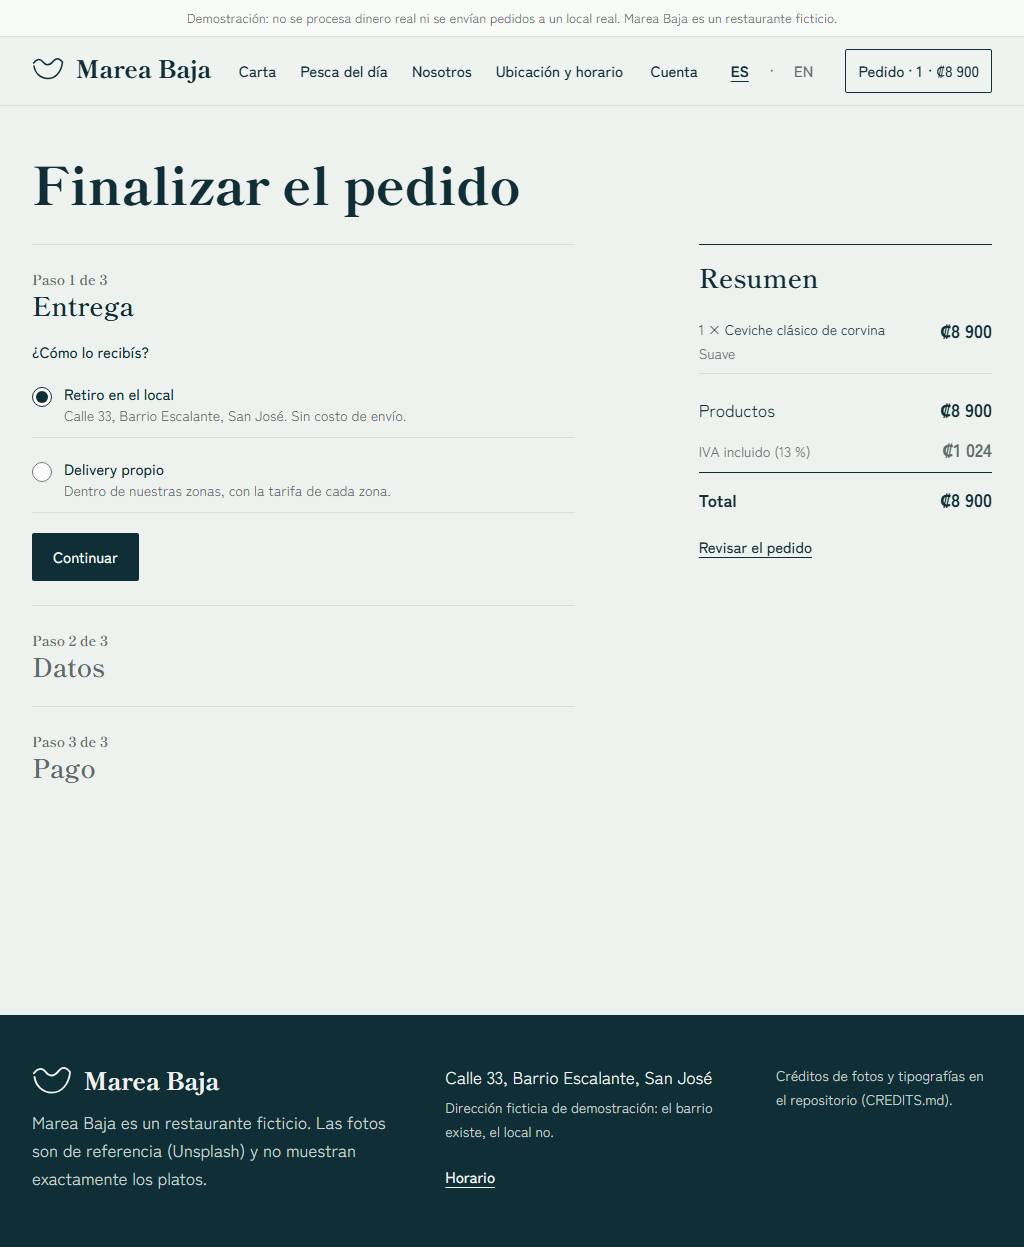 Demostración: no se procesa dinero real ni se envían pedidos a un local real. Marea Baja es un restaurante ficticio.
Marea Baja
Carta
Pesca del día
Nosotros
Ubicación y horario
Cuenta
ES · EN
Pedido · 1 · ₡8 900
Finalizar el pedido
Paso 1 de 3
Entrega
¿Cómo lo recibís?
Retiro en el local
Calle 33, Barrio Escalante, San José. Sin costo de envío.
Delivery propio
Dentro de nuestras zonas, con la tarifa de cada zona.
Continuar
Paso 2 de 3
Datos
Paso 3 de 3
Pago
Resumen
1 × Ceviche clásico de corvina ₡8 900
Suave
Productos ₡8 900
IVA incluido (13 %) ₡1 024
Total ₡8 900
Revisar el pedido
Marea Baja
Marea Baja es un restaurante ficticio. Las fotos
son de referencia (Unsplash) y no muestran
exactamente los platos.
Calle 33, Barrio Escalante, San José
Dirección ficticia de demostración: el barrio
existe, el local no.
Horario
Créditos de fotos y tipografías en
el repositorio (CREDITS.md).